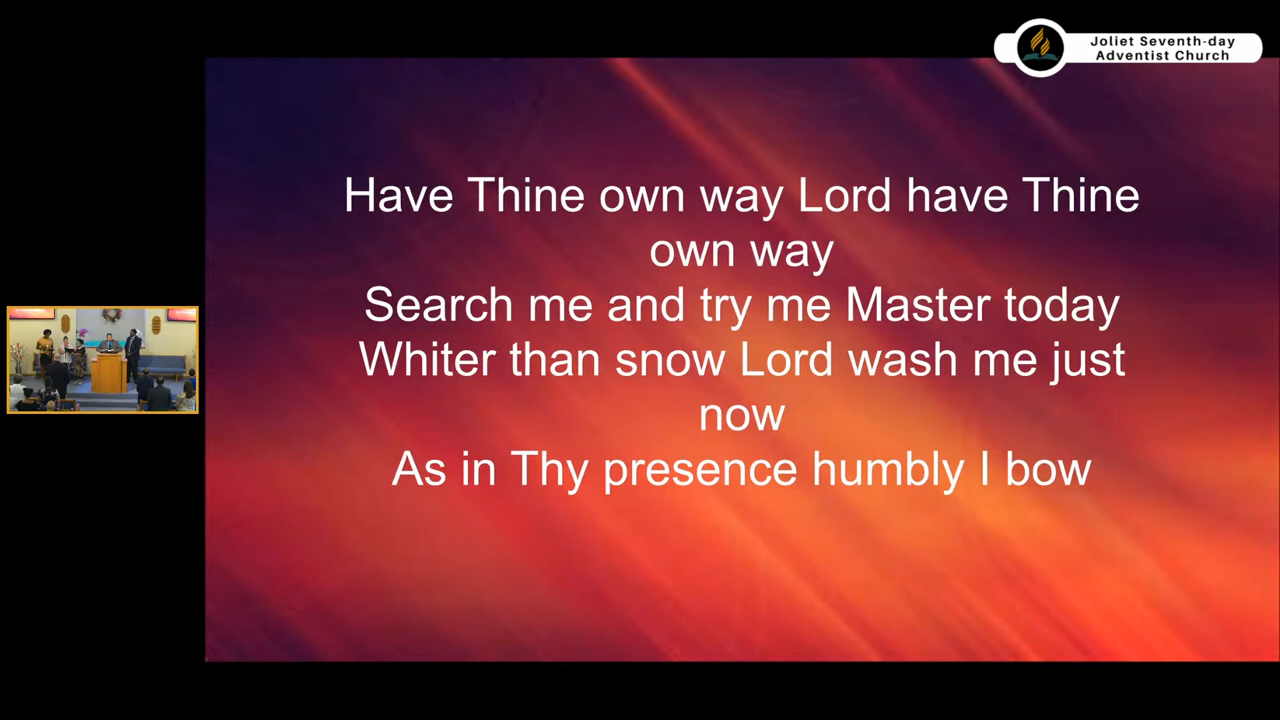 Joliet Seventh-day
Adventist Church
Have Thine own way Lord have Thine
own way
Search me and try me Master today
Whiter than snow Lord wash me just
now
As in Thy presence humbly I bow